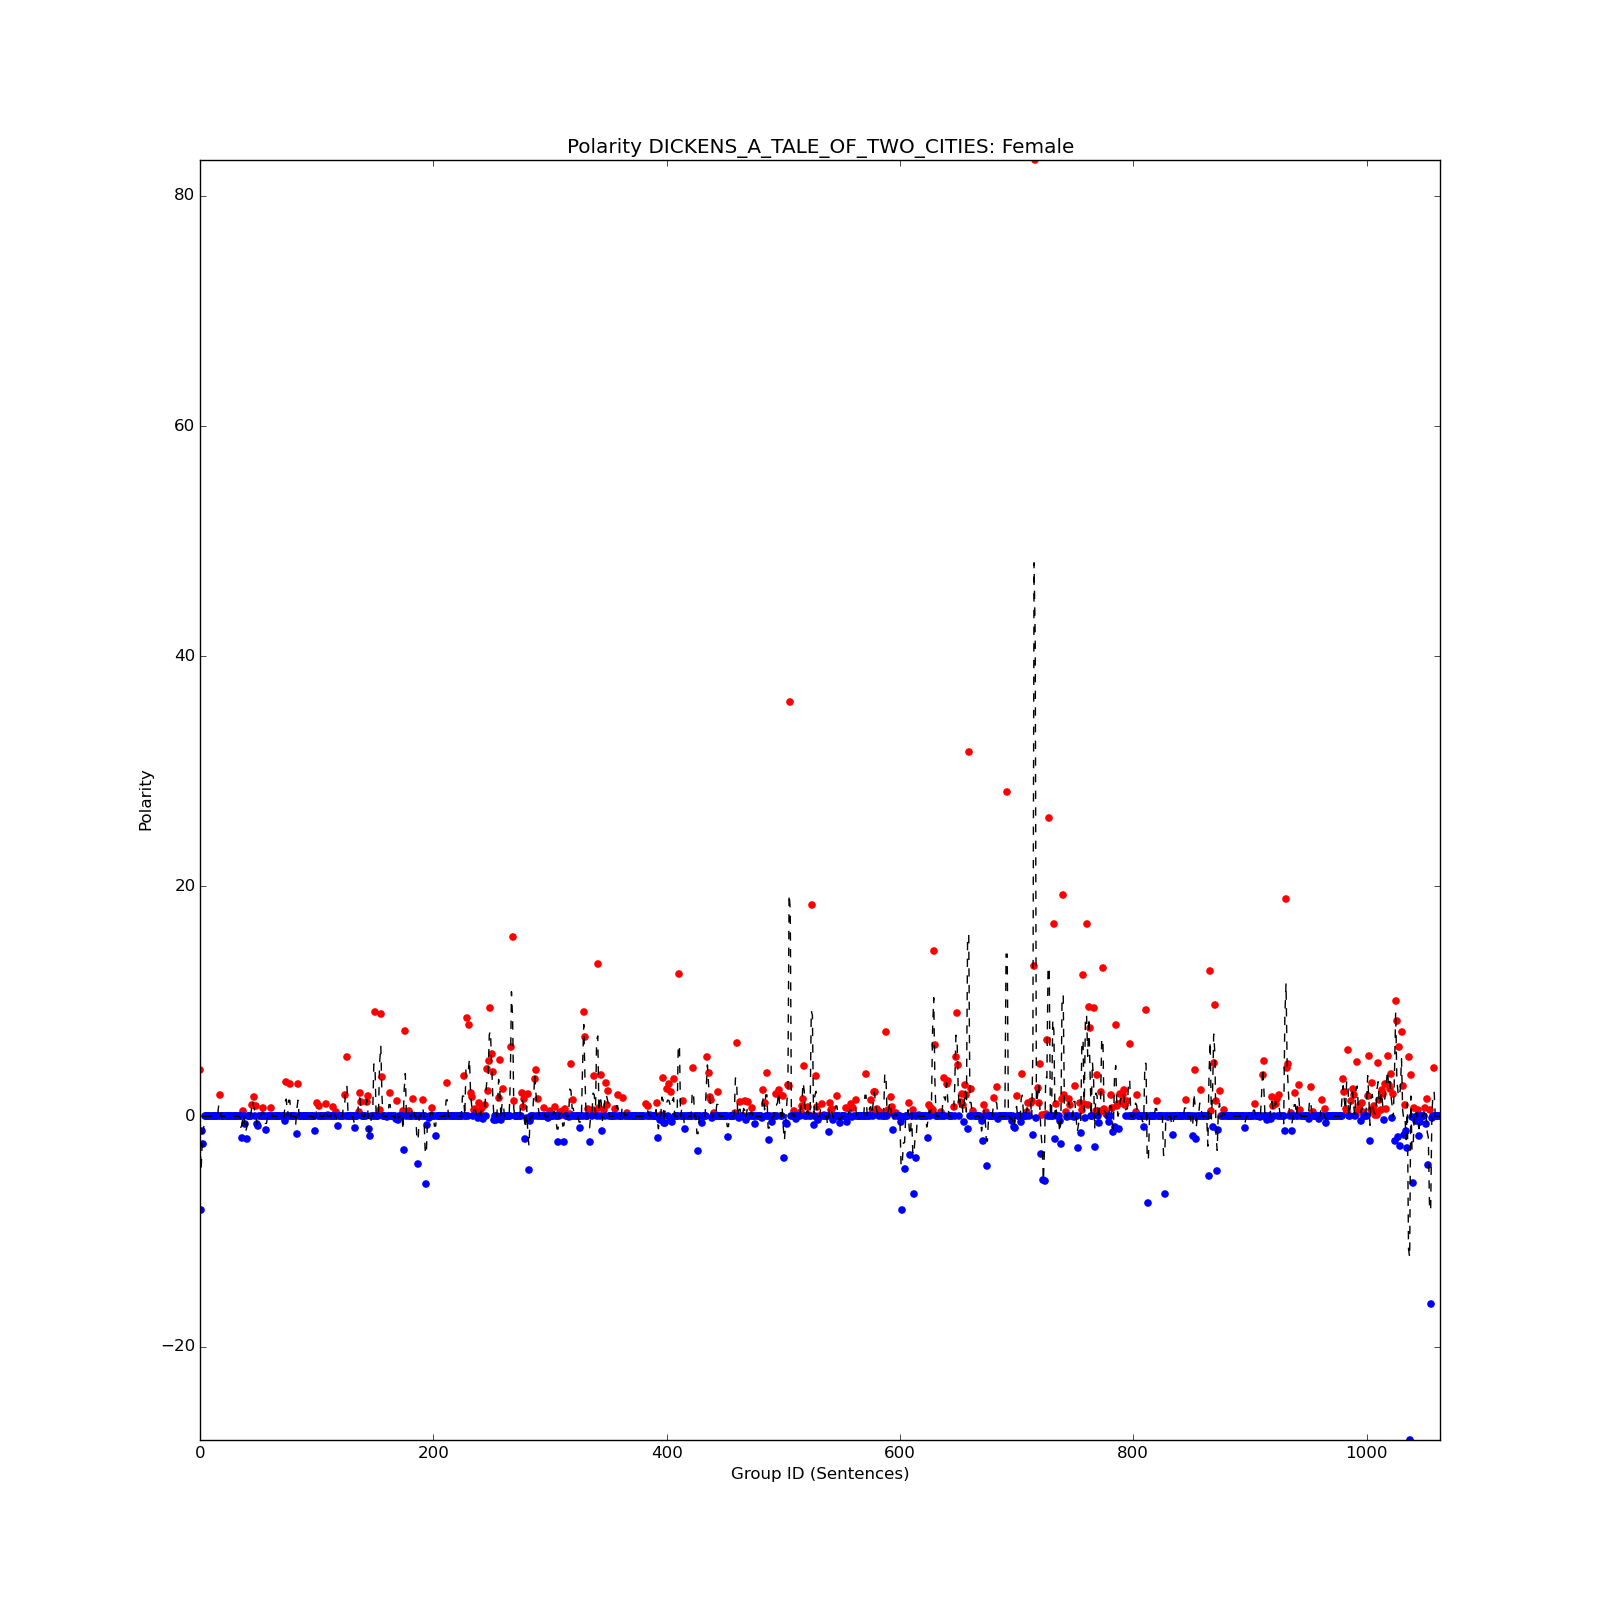 Polarity DICKENS_A_TALE_OF_TWO_CITIES: Female
80
60
40
20
0
−20
Polarity
0 200 400 600 800 1000
Group ID (Sentences)